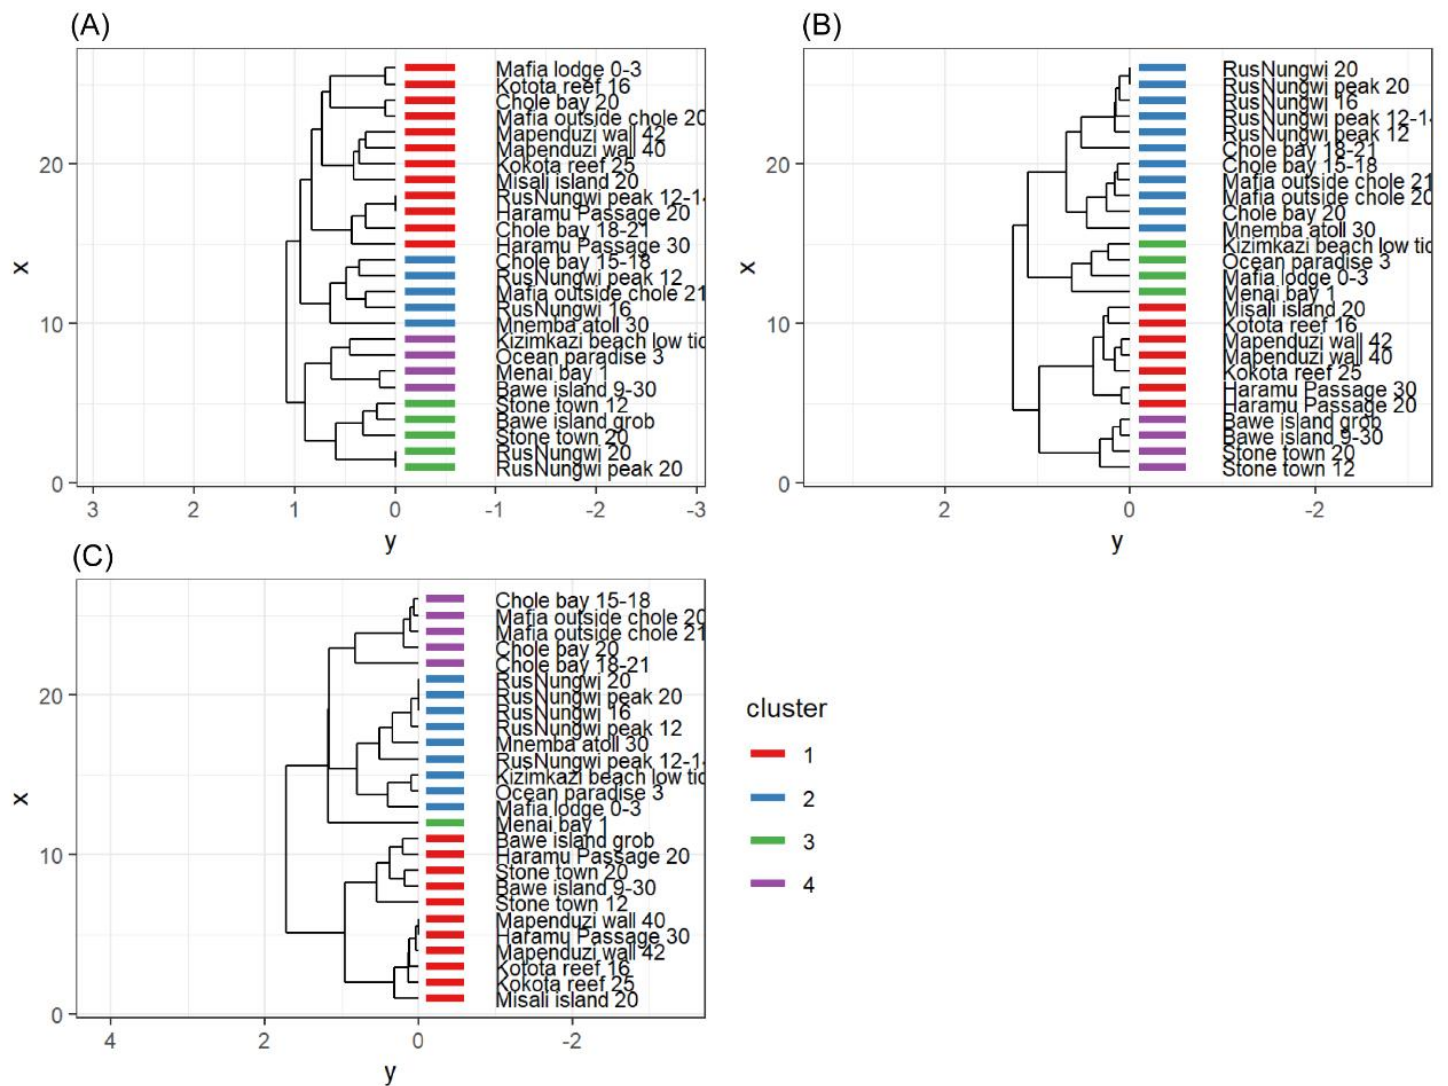 (A)
Mafia lodge 0-3
Kotota reef 16
Chole bay 20
Mafia outside chole 20
Mapenduzi wall 42
Mapenduzi wall 40
Kokota reef 25
Misali island 20
RusNungwi peak 12-1
Haramu Passage 20
Chole bay 18-21
Haramu Passage 30
Chole bay 15-18
RusNungwi peak 12
Mafia outside chole 21
RusNungwi 16
Mnemba atoll 30
Kizimkazi beach low tic
Ocean paradise 3
Menai bay 1
Bawe island 9-30
Stone town 12
Bawe island grob
Stone town 20
RusNungwi 20
RusNungwi peak 20
20
10
0
x
3 2 1 0 -1 -2 -3
y
(B)
RusNungwi 20
RusNungwi peak 20
RusNungwi 16
RusNungwi peak 12-1
RusNungwi peak 12
Chole bay 18-21
Chole bay 15-18
Mafia outside chole 21
Mafia outside chole 20
Chole bay 20
Mnemba atoll 30
Kizimkazi beach low tic
Ocean paradise 3
Mafia lodge 0-3
Menai bay 1
Misali island 20
Kotota reef 16
Mapenduzi wall 42
Mapenduzi wall 40
Kokota reef 25
Haramu Passage 30
Haramu Passage 20
Bawe island grob
Bawe island 9-30
Stone town 20
Stone town 12
20
10
0
x
2 0 -2
y
(C)
Chole bay 15-18
Mafia outside chole 20
Mafia outside chole 21
Chole bay 20
Chole bay 18-21
RusNungwi 20
RusNungwi peak 20
RusNungwi 16
RusNungwi peak 12
Mnemba atoll 30
RusNungwi peak 12-1
Kizimkazi beach low tic
Ocean paradise 3
Mafia lodge 0-3
Menai bay 1
Bawe island grob
Haramu Passage 20
Stone town 20
Bawe island 9-30
Stone town 12
Mapenduzi wall 40
Haramu Passage 30
Mapenduzi wall 42
Kotota reef 16
Kokota reef 25
Misali island 20
20
10
0
x
4 2 0 -2
y
cluster
1
2
3
4